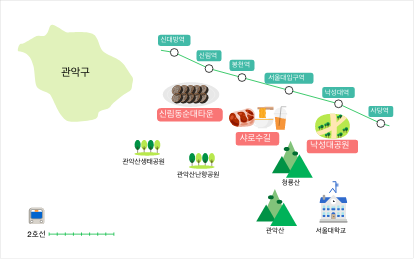 신대방역
신림역
관악구
봉천역
서울대입구역
낙성대역
사당역
신림동순대타운
샤로수길
낙성대공원
관악산생태공원
관악산난향공원
청룡산
관악산
서울대학교
2호선